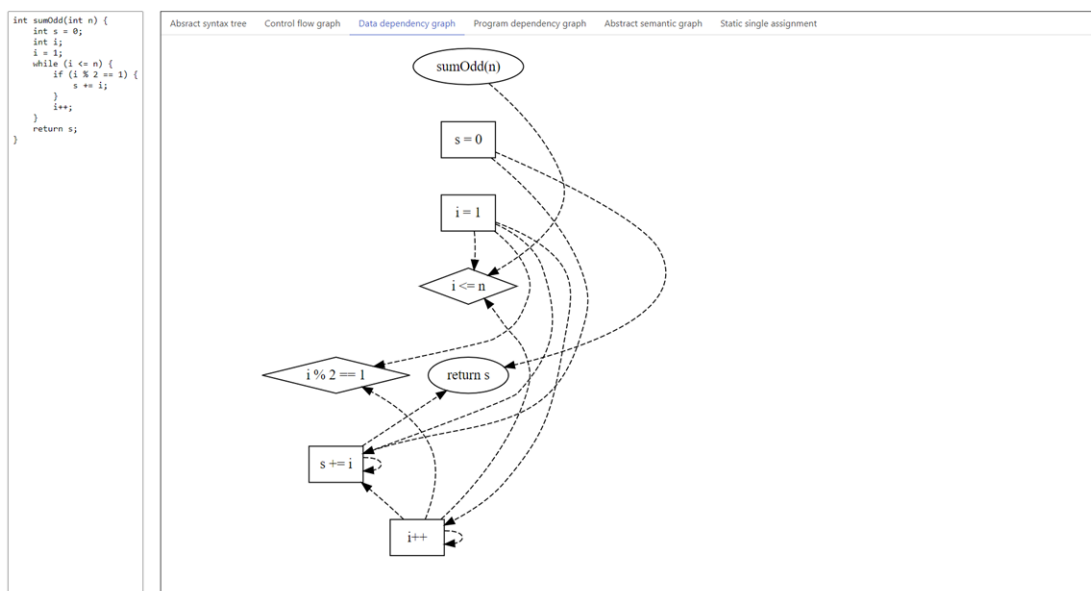 int sumOdd(int n) {
    int s = 0;
    int i;
    i = 1;
    while (i <= n) {
        if (i % 2 == 1) {
            s += i;
        }
        i++;
    }
    return s;
}
Absract syntax tree
Control flow graph
Data dependency graph
Program dependency graph
Abstract semantic graph
Static single assignment
sumOdd(n)
s = 0
i = 1
i <= n
i % 2 == 1
return s
s += i
i++